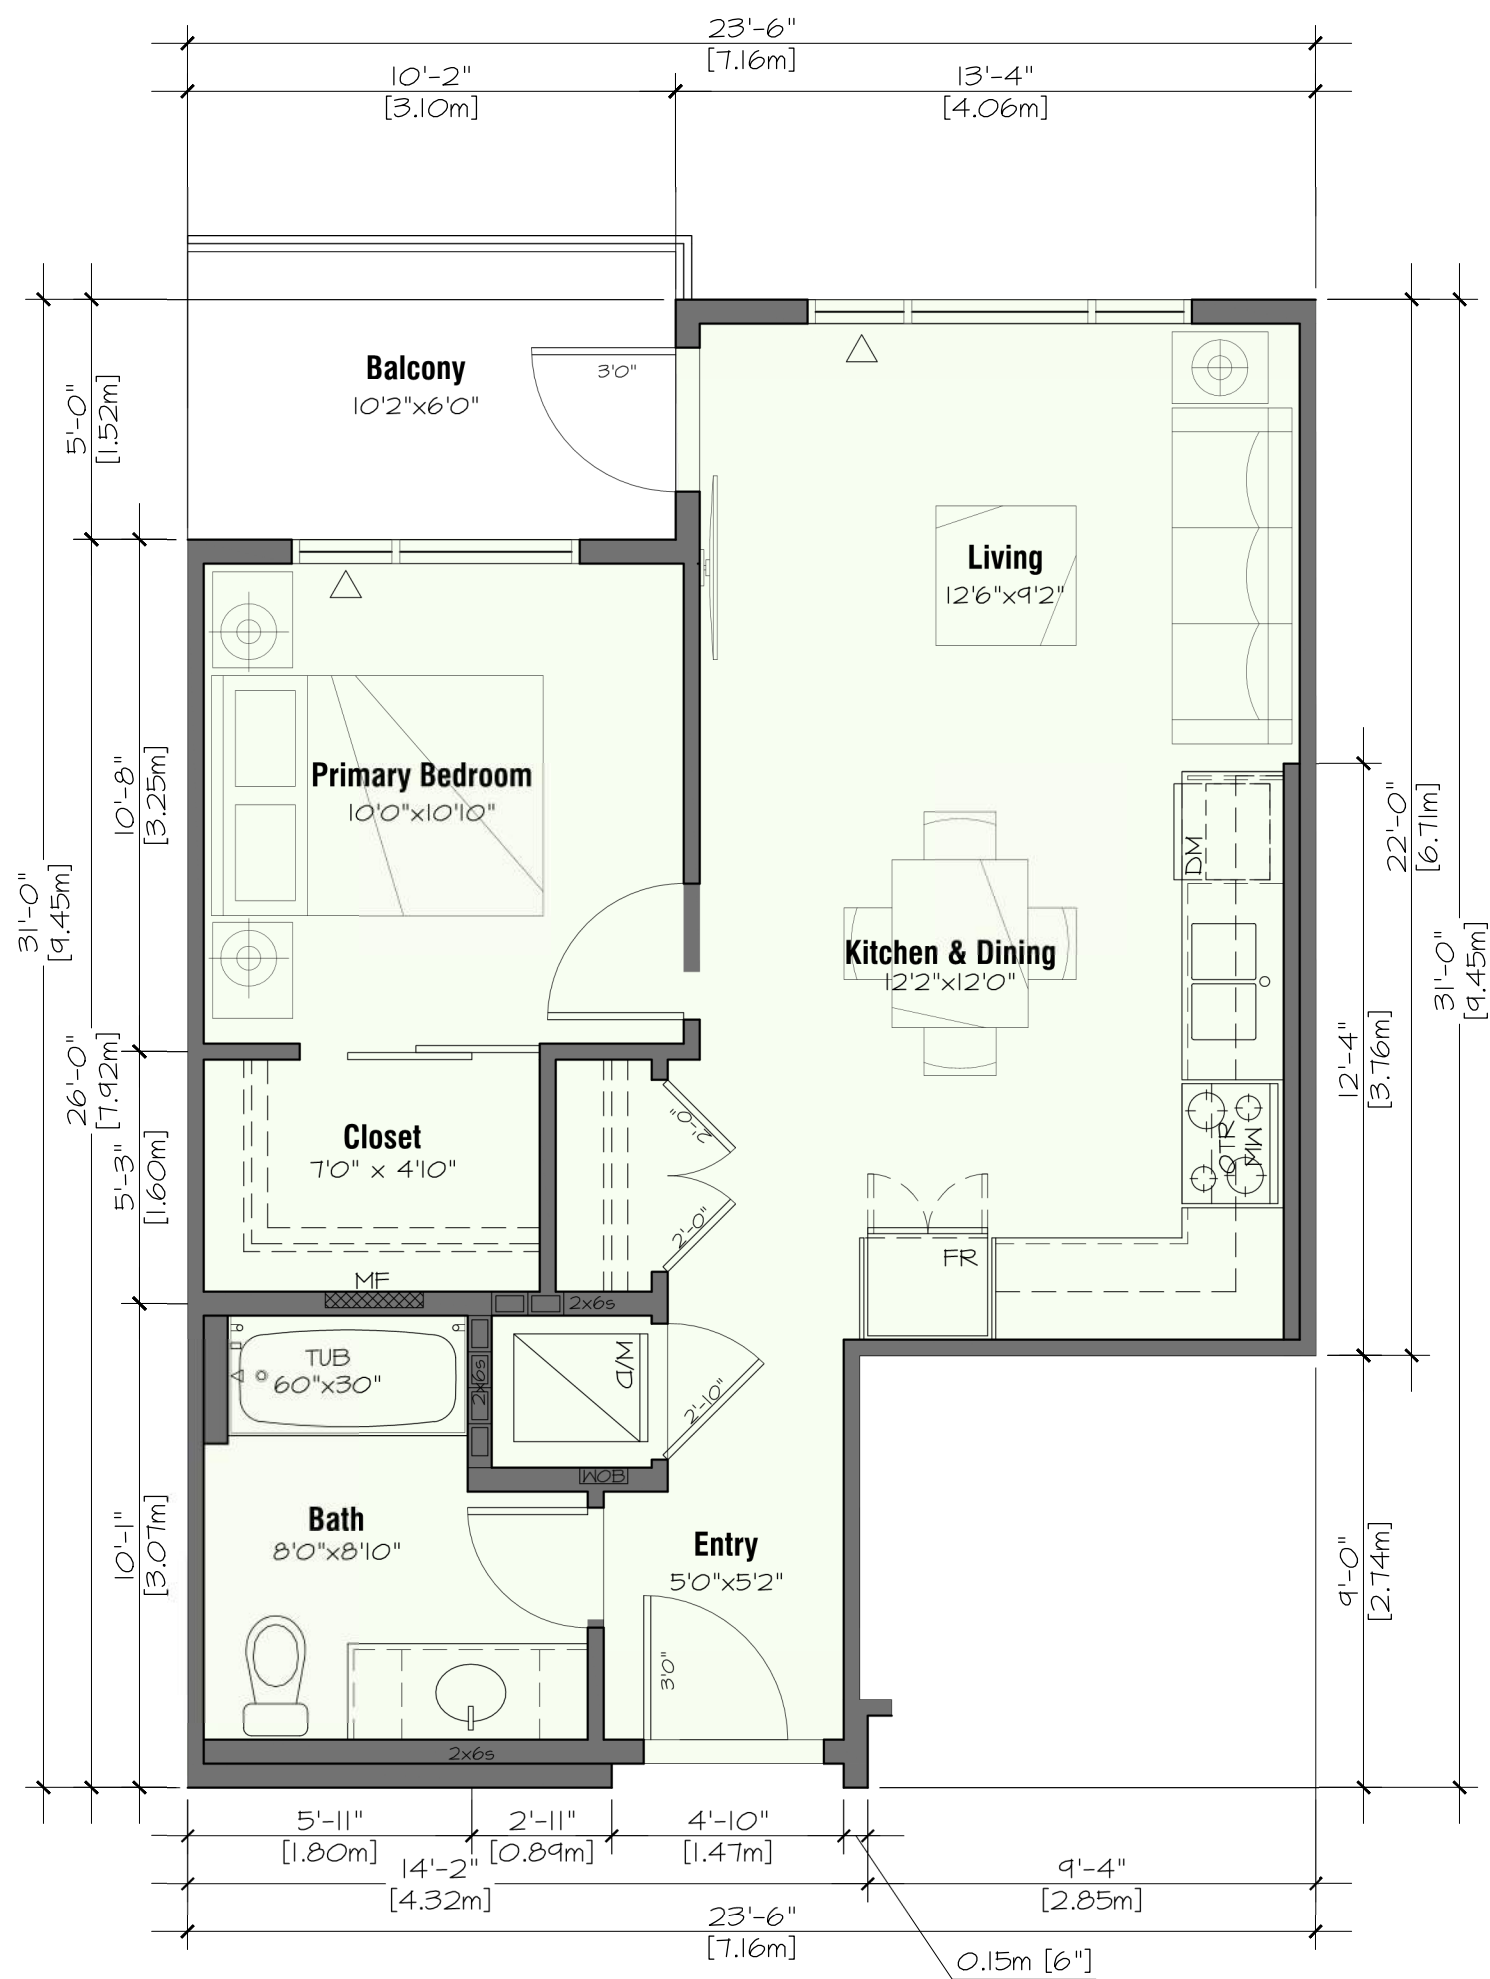 23'-6"
[7.16m]
10'-2"
[3.10m]
13'-4"
[4.06m]
Balcony
10'2"x6'0"
3'0"
5'-0"
[1.52m]
Living
12'6"x9'2"
Primary Bedroom
10'0"x10'10"
10'-8"
[3.25m]
31'-0"
[9.45m]
26'-0"
[7.92m]
DW
Kitchen & Dining
12'2"x12'0"
22'-0"
[6.71m]
31'-0"
[9.45m]
12'-4"
[3.76m]
Closet
7'0" x 4'10"
5'-3"
[1.60m]
2'-0"
2'-0"
OTR
MW
FR
MF
2x6s
TUB
60"x30"
2x6s
W/D
2'-10"
WOB
Bath
8'0"x8'10"
10'-1"
[3.07m]
Entry
5'0"x5'2"
3'0"
9'-0"
[2.74m]
2x6s
5'-11"
[1.80m]
2'-11"
[0.89m]
4'-10"
[1.47m]
14'-2"
[4.32m]
9'-4"
[2.85m]
23'-6"
[7.16m]
0.15m [6"]